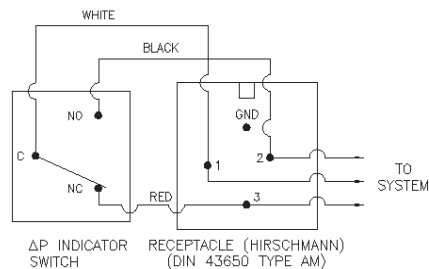 WHITE
BLACK
NO
GND
C
1
2
TO
SYSTEM
NC
RED
3
ΔP INDICATOR
SWITCH
RECEPTACLE (HIRSCHMANN)
(DIN 43650 TYPE AM)